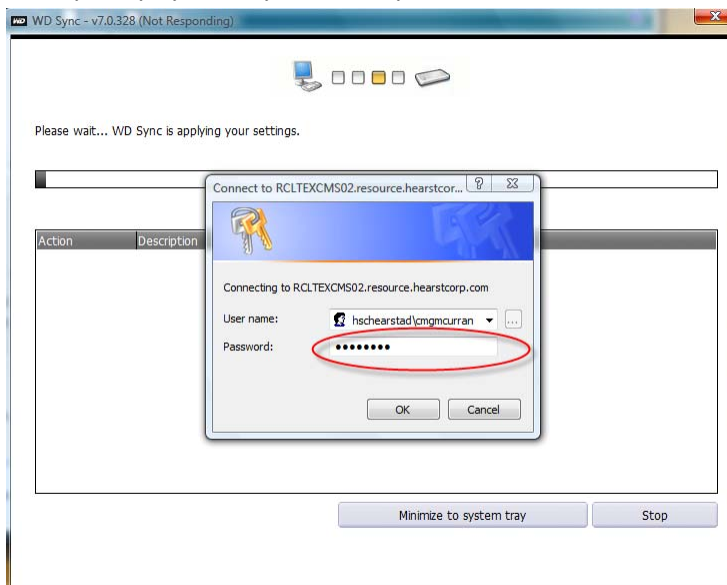 WD WD Sync - v7.0.328 (Not Responding)
Please wait... WD Sync is applying your settings.
Connect to RCLTEXCMS02.resource.hearstcor...
Action
Description
Connecting to RCLTEXCMS02.resource.hearstcorp.com
User name:
hschearstad\cmgmcurran
...
Password:
••••••••
OK
Cancel
Minimize to system tray
Stop